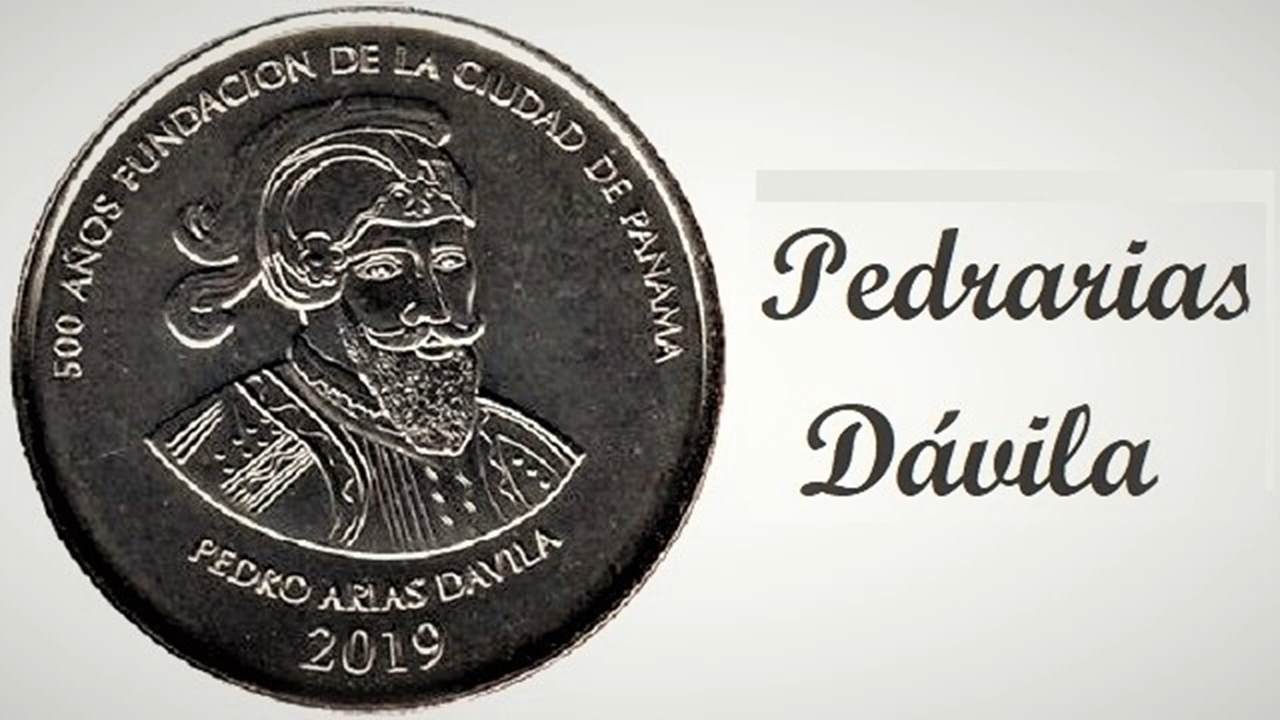 500 AÑOS FUNDACION DE LA CIUDAD DE PANAMA
PEDRO ARIAS DAVILA
2019
Pedrarias
Dávila